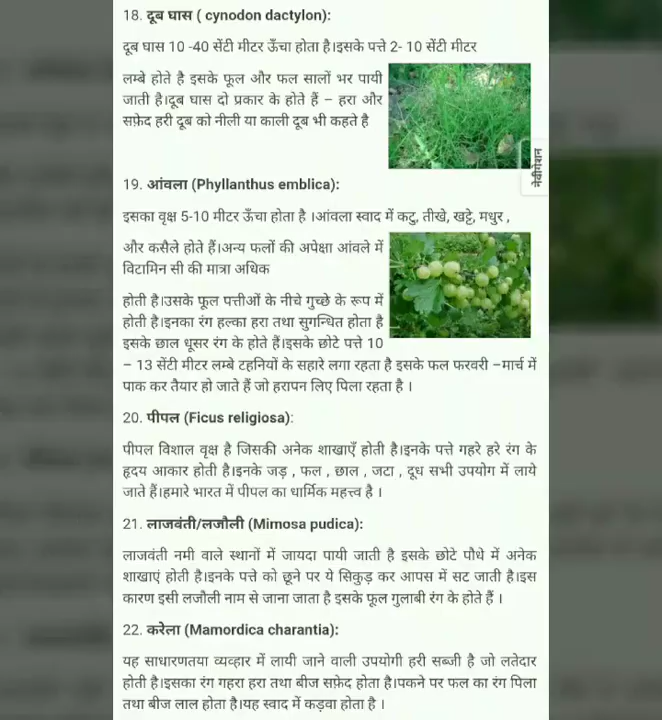 18. दूब घास ( cynodon dactylon):
दूब घास 10 -40 सेंटी मीटर ऊँचा होता है।इसके पत्ते 2- 10 सेंटी मीटर
लम्बे होते है इसके फूल और फल सालों भर पायी
जाती है।दूब घास दो प्रकार के होते हैं – हरा और
सफ़ेद हरी दूब को नीली या काली दूब भी कहते है
नेवीगेशन
19. आंवला (Phyllanthus emblica):
इसका वृक्ष 5-10 मीटर ऊँचा होता है ।आंवला स्वाद में कटु, तीखे, खट्टे, मधुर ,
और कसैले होते हैं।अन्य फलों की अपेक्षा आंवले में
विटामिन सी की मात्रा अधिक
होती है।उसके फूल पत्तीओं के नीचे गुच्छे के रूप में
होती है।इनका रंग हल्का हरा तथा सुगन्धित होता है
इसके छाल धूसर रंग के होते हैं।इसके छोटे पत्ते 10
– 13 सेंटी मीटर लम्बे टहनियों के सहारे लगा रहता है इसके फल फरवरी –मार्च में
पाक कर तैयार हो जाते हैं जो हरापन लिए पिला रहता है ।
20. पीपल (Ficus religiosa):
पीपल विशाल वृक्ष है जिसकी अनेक शाखाएँ होती है।इनके पत्ते गहरे हरे रंग के
हृदय आकार होती है।इनके जड़ , फल , छाल , जटा , दूध सभी उपयोग में लाये
जाते हैं।हमारे भारत में पीपल का धार्मिक महत्त्व है ।
21. लाजवंती/लजौली (Mimosa pudica):
लाजवंती नमी वाले स्थानों में जायदा पायी जाती है इसके छोटे पौधे में अनेक
शाखाएं होती है।इनके पत्ते को छूने पर ये सिकुड़ कर आपस में सट जाती है।इस
कारण इसी लजौली नाम से जाना जाता है इसके फूल गुलाबी रंग के होते हैं ।
22. करेला (Mamordica charantia):
यह साधारणतया व्यव्हार में लायी जाने वाली उपयोगी हरी सब्जी है जो लतेदार
होती है।इसका रंग गहरा हरा तथा बीज सफ़ेद होता है।पकने पर फल का रंग पिला
तथा बीज लाल होता है।यह स्वाद में कड़वा होता है ।